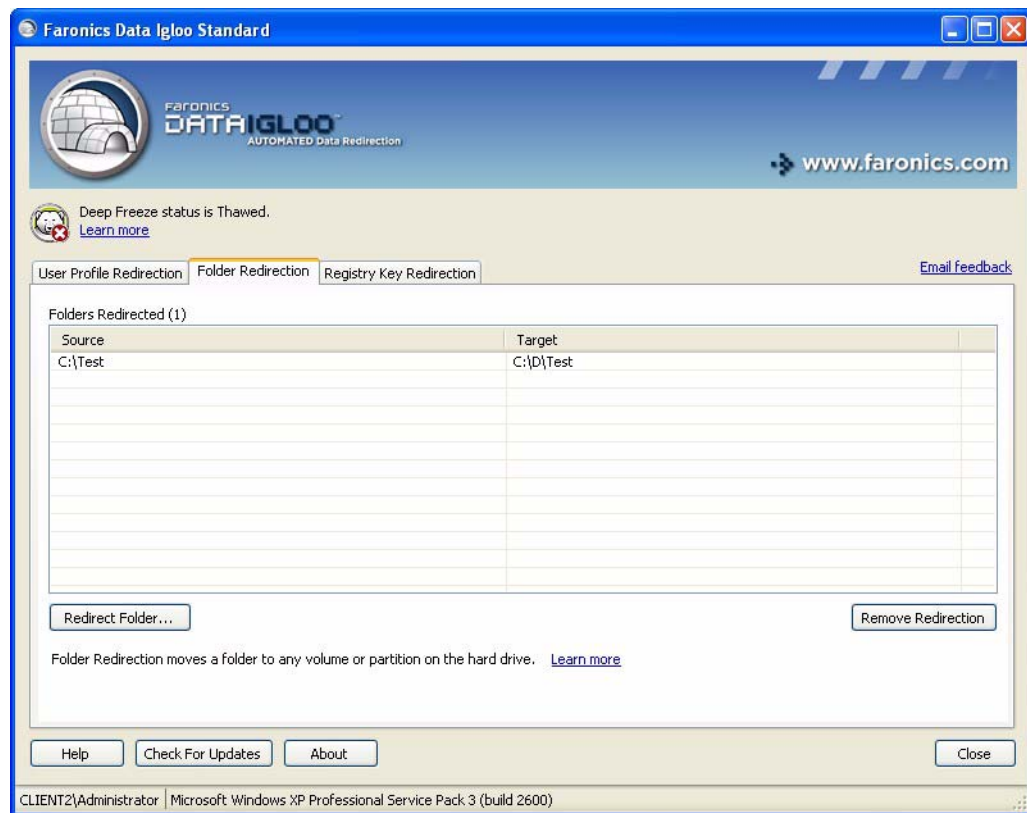 Faronics Data Igloo Standard
Faronics
DATAIGLOO™
AUTOMATED Data Redirection
www.faronics.com
Deep Freeze status is Thawed.
Learn more
User Profile Redirection Folder Redirection Registry Key Redirection Email feedback
Folders Redirected (1)
Source Target
C:\Test C:\D\Test
Redirect Folder... Remove Redirection
Folder Redirection moves a folder to any volume or partition on the hard drive. Learn more
Help Check For Updates About Close
CLIENT2\Administrator Microsoft Windows XP Professional Service Pack 3 (build 2600)